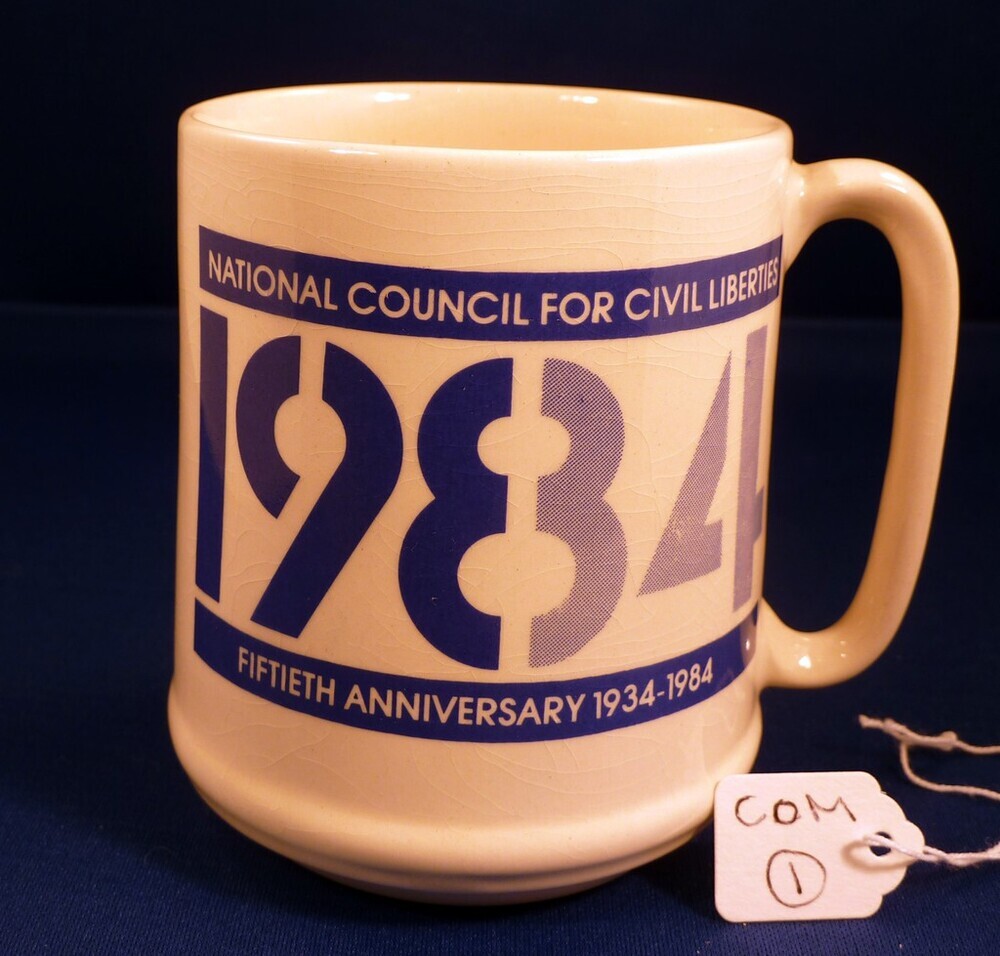 NATIONAL COUNCIL FOR CIVIL LIBERTIES
1984
FIFTIETH ANNIVERSARY 1934-1984
COM
1